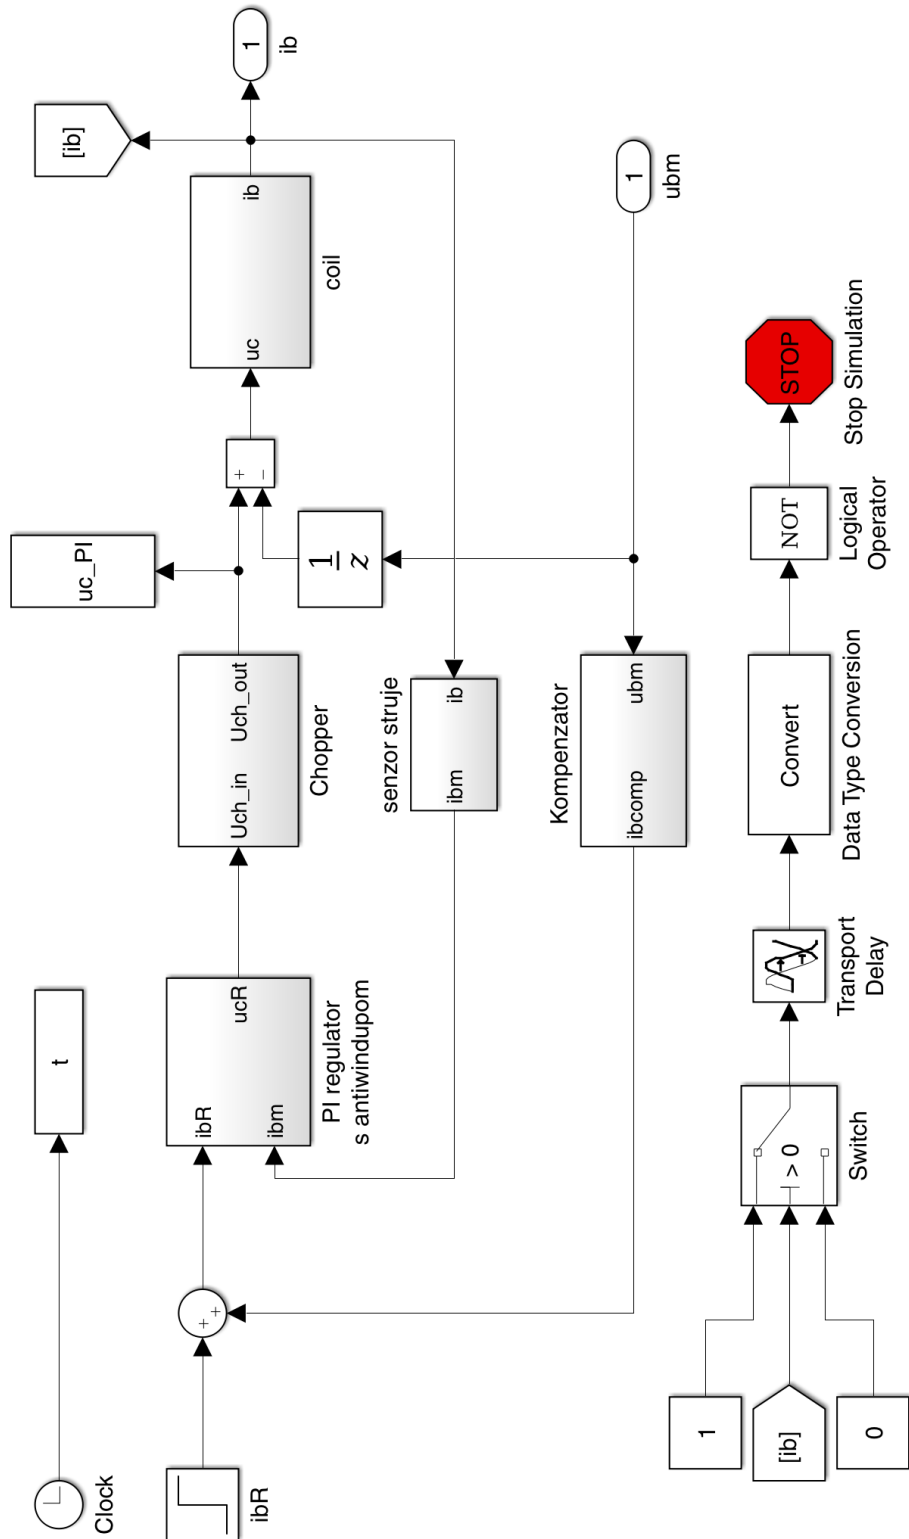 Clock
t
ibR
+
+
ibR
ibm
ucR
PI regulator
s antiwindupom
Uch_in
Uch_out
Chopper
uc_PI
+
−
uc
ib
coil
[ib]
1
ib
1
z
senzor struje
ibm
ib
Kompenzator
ibcomp
ubm
1
ubm
1
[ib]
0
> 0
Switch
Transport
Delay
Convert
Data Type Conversion
NOT
Logical
Operator
STOP
Stop Simulation